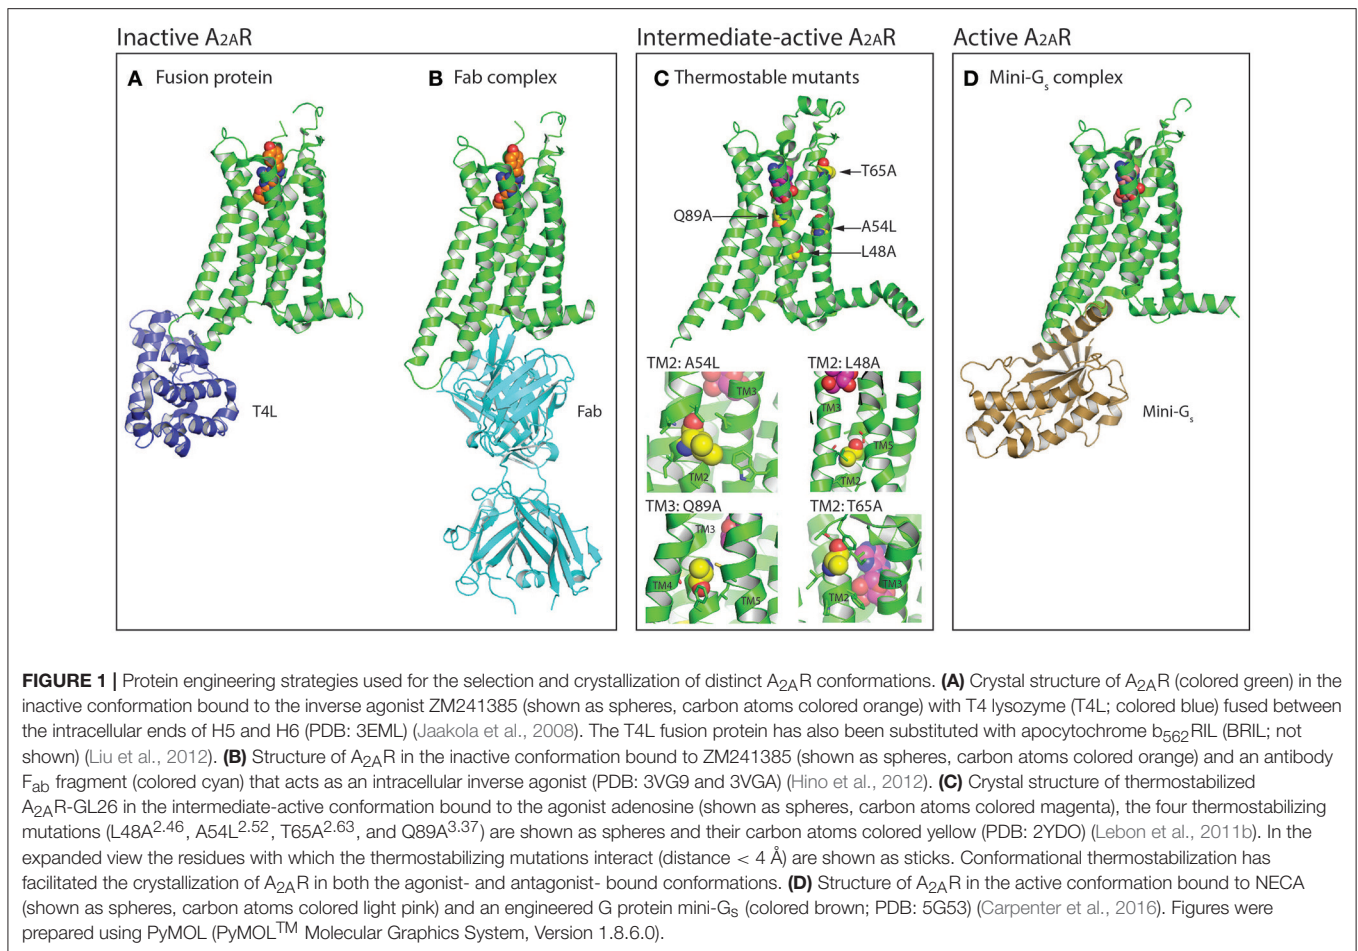 Inactive A2AR
Intermediate-active A2AR
Active A2AR
A Fusion protein
B Fab complex
C Thermostable mutants
D Mini-Gs complex
T65A
Q89A
A54L
L48A
T4L
Fab
Mini-Gs
TM2: A54L
TM2: L48A
TM3
TM2
TM3
TM5
TM2
TM3: Q89A
TM2: T65A
TM3
TM4
TM5
TM3
TM2
FIGURE 1 | Protein engineering strategies used for the selection and crystallization of distinct A2AR conformations. (A) Crystal structure of A2AR (colored green) in the
inactive conformation bound to the inverse agonist ZM241385 (shown as spheres, carbon atoms colored orange) with T4 lysozyme (T4L; colored blue) fused between
the intracellular ends of H5 and H6 (PDB: 3EML) (Jaakola et al., 2008). The T4L fusion protein has also been substituted with apocytochrome b562RIL (BRIL; not
shown) (Liu et al., 2012). (B) Structure of A2AR in the inactive conformation bound to ZM241385 (shown as spheres, carbon atoms colored orange) and an antibody
Fab fragment (colored cyan) that acts as an intracellular inverse agonist (PDB: 3VG9 and 3VGA) (Hino et al., 2012). (C) Crystal structure of thermostabilized
A2AR-GL26 in the intermediate-active conformation bound to the agonist adenosine (shown as spheres, carbon atoms colored magenta), the four thermostabilizing
mutations (L48A2.46, A54L2.52, T65A2.63, and Q89A3.37) are shown as spheres and their carbon atoms colored yellow (PDB: 2YDO) (Lebon et al., 2011b). In the
expanded view the residues with which the thermostabilizing mutations interact (distance < 4 Å) are shown as sticks. Conformational thermostabilization has
facilitated the crystallization of A2AR in both the agonist- and antagonist- bound conformations. (D) Structure of A2AR in the active conformation bound to NECA
(shown as spheres, carbon atoms colored light pink) and an engineered G protein mini-Gs (colored brown; PDB: 5G53) (Carpenter et al., 2016). Figures were
prepared using PyMOL (PyMOL™ Molecular Graphics System, Version 1.8.6.0).